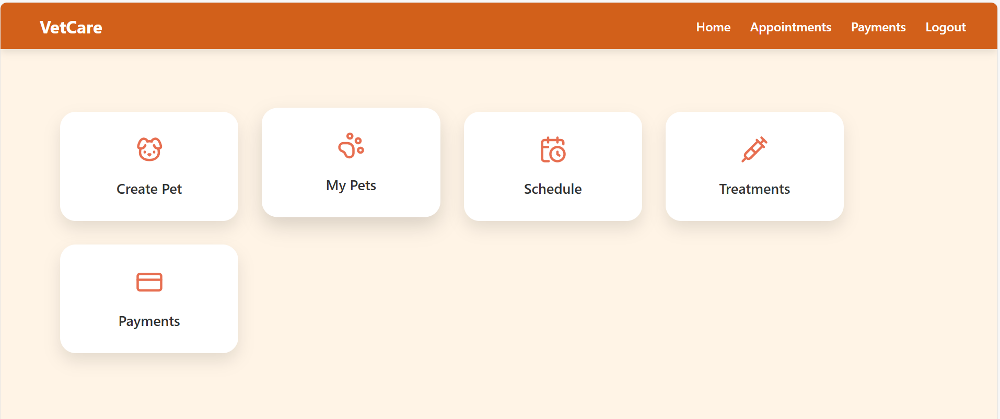 VetCare
Home Appointments Payments Logout
Create Pet
My Pets
Schedule
Treatments
Payments